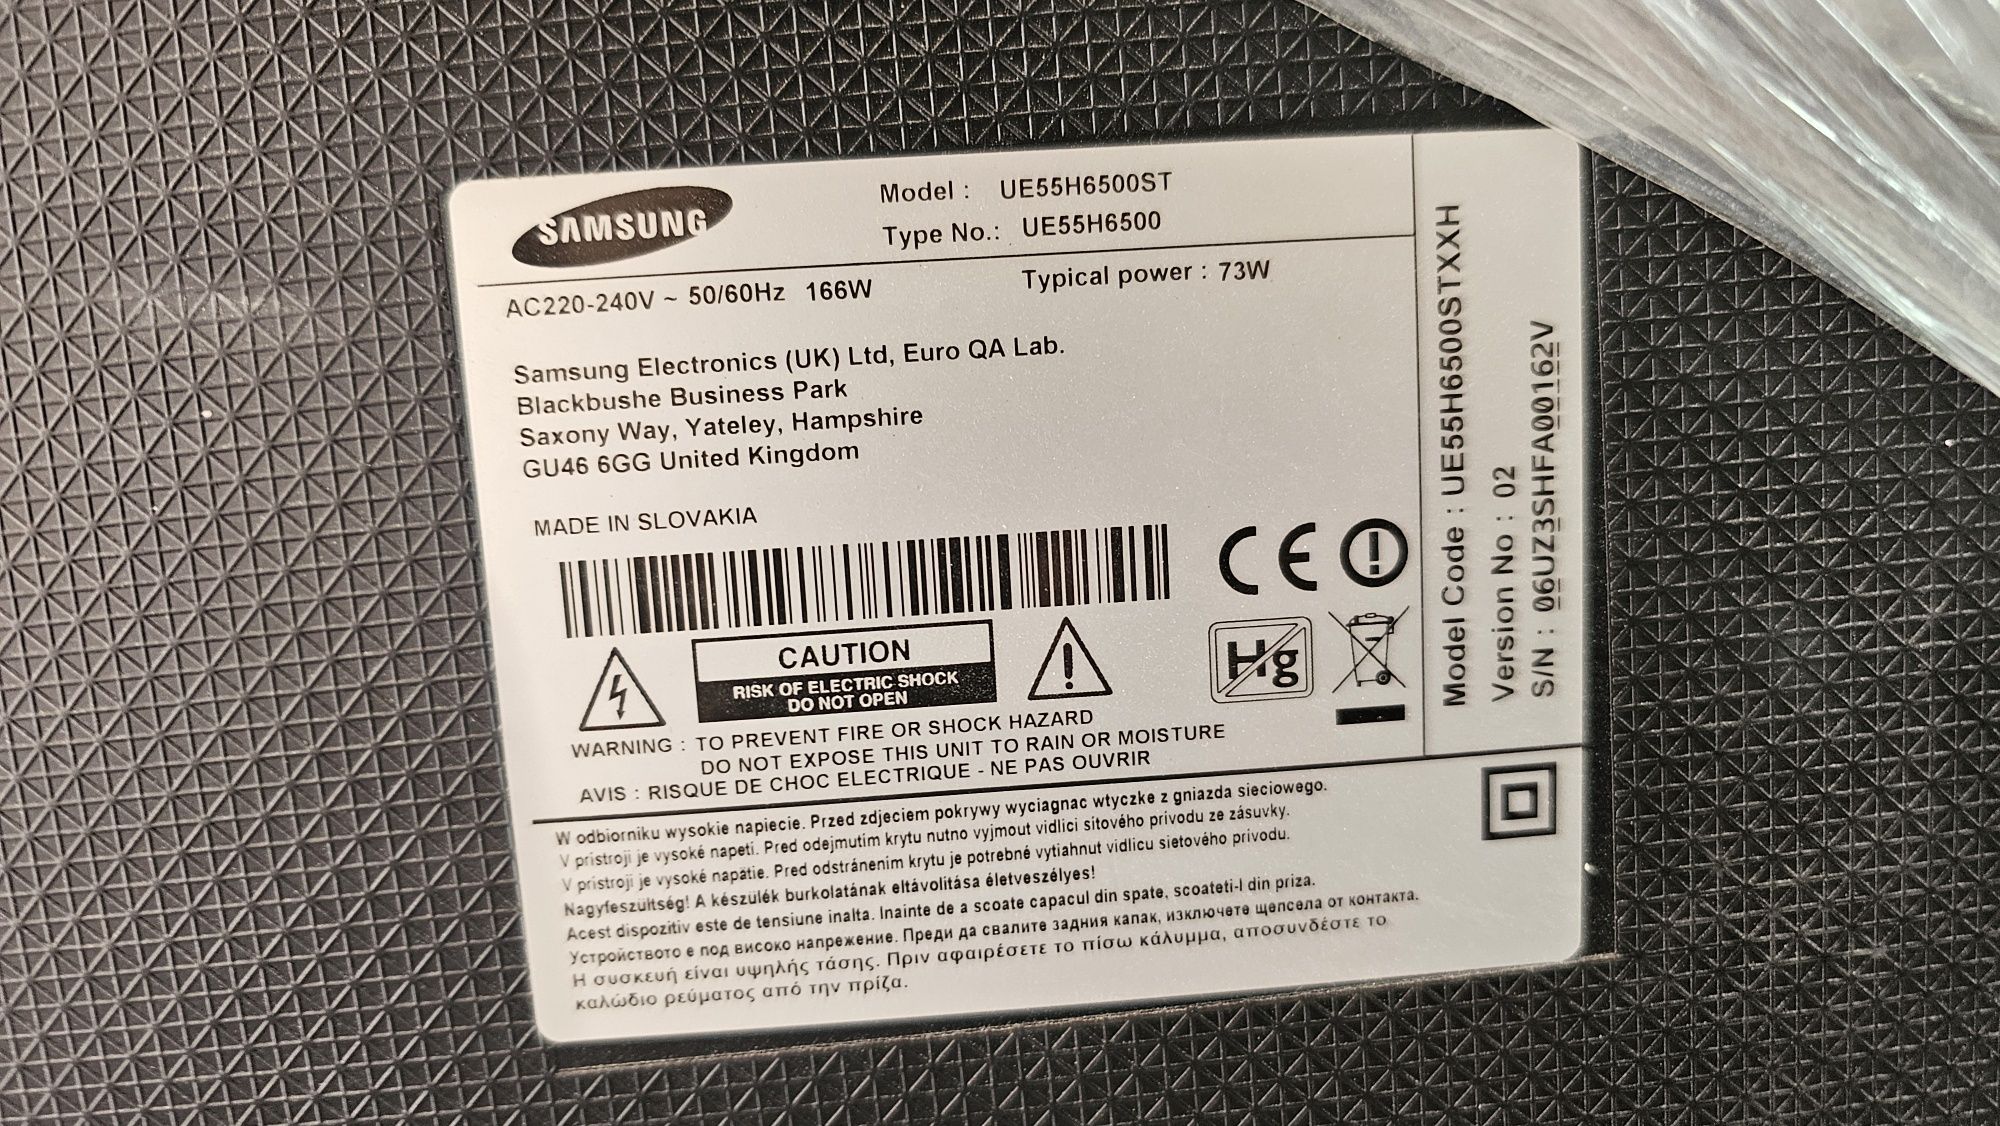 SAMSUNG
Model : UE55H6500ST
Type No.: UE55H6500
AC220-240V ~ 50/60Hz 166W
Typical power : 73W
Samsung Electronics (UK) Ltd, Euro QA Lab.
Blackbushe Business Park
Saxony Way, Yateley, Hampshire
GU46 6GG United Kingdom
MADE IN SLOVAKIA
CE
CAUTION
RISK OF ELECTRIC SHOCK
DO NOT OPEN
Hg
WARNING : TO PREVENT FIRE OR SHOCK HAZARD
DO NOT EXPOSE THIS UNIT TO RAIN OR MOISTURE
AVIS : RISQUE DE CHOC ELECTRIQUE - NE PAS OUVRIR
W odbiorniku wysokie napiecie. Przed zdjeciem pokrywy wyciagnac wtyczke z gniazda sieciowego.
V pristroji je vysoké napeti. Pred odejmutim krytu nutno vyjmout vidlici sitového privodu ze zásuvky.
V pristroji je vysoké napätie. Pred odstránením krytu je potrebné vytiahnut vidlicu sietového privodu.
Nagyfeszültség! A készülék burkolatának eltávolitása életveszélyes!
Acest dispozitiv este de tensiune inalta. Inainte de a scoate capacul din spate, scoateti-l din priza.
Устройството е под високо напрежение. Преди да свалите задния капак, изключете щепсела от контакта.
Η συσκευή είναι υψηλής τάσης. Πριν αφαιρέσετε το πίσω κάλυμμα, αποσυνδέστε το
καλώδιο ρεύματος από την πρίζα.
Model Code : UE55H6500STXXH
Version No : 02
S/N : 06UZ3SHFA00162V